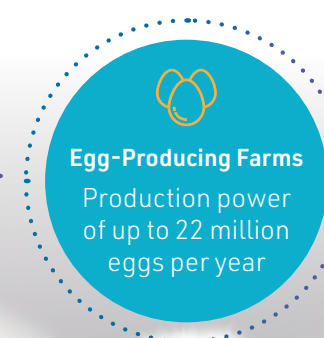 Egg-Producing Farms
Production power
of up to 22 million
eggs per year